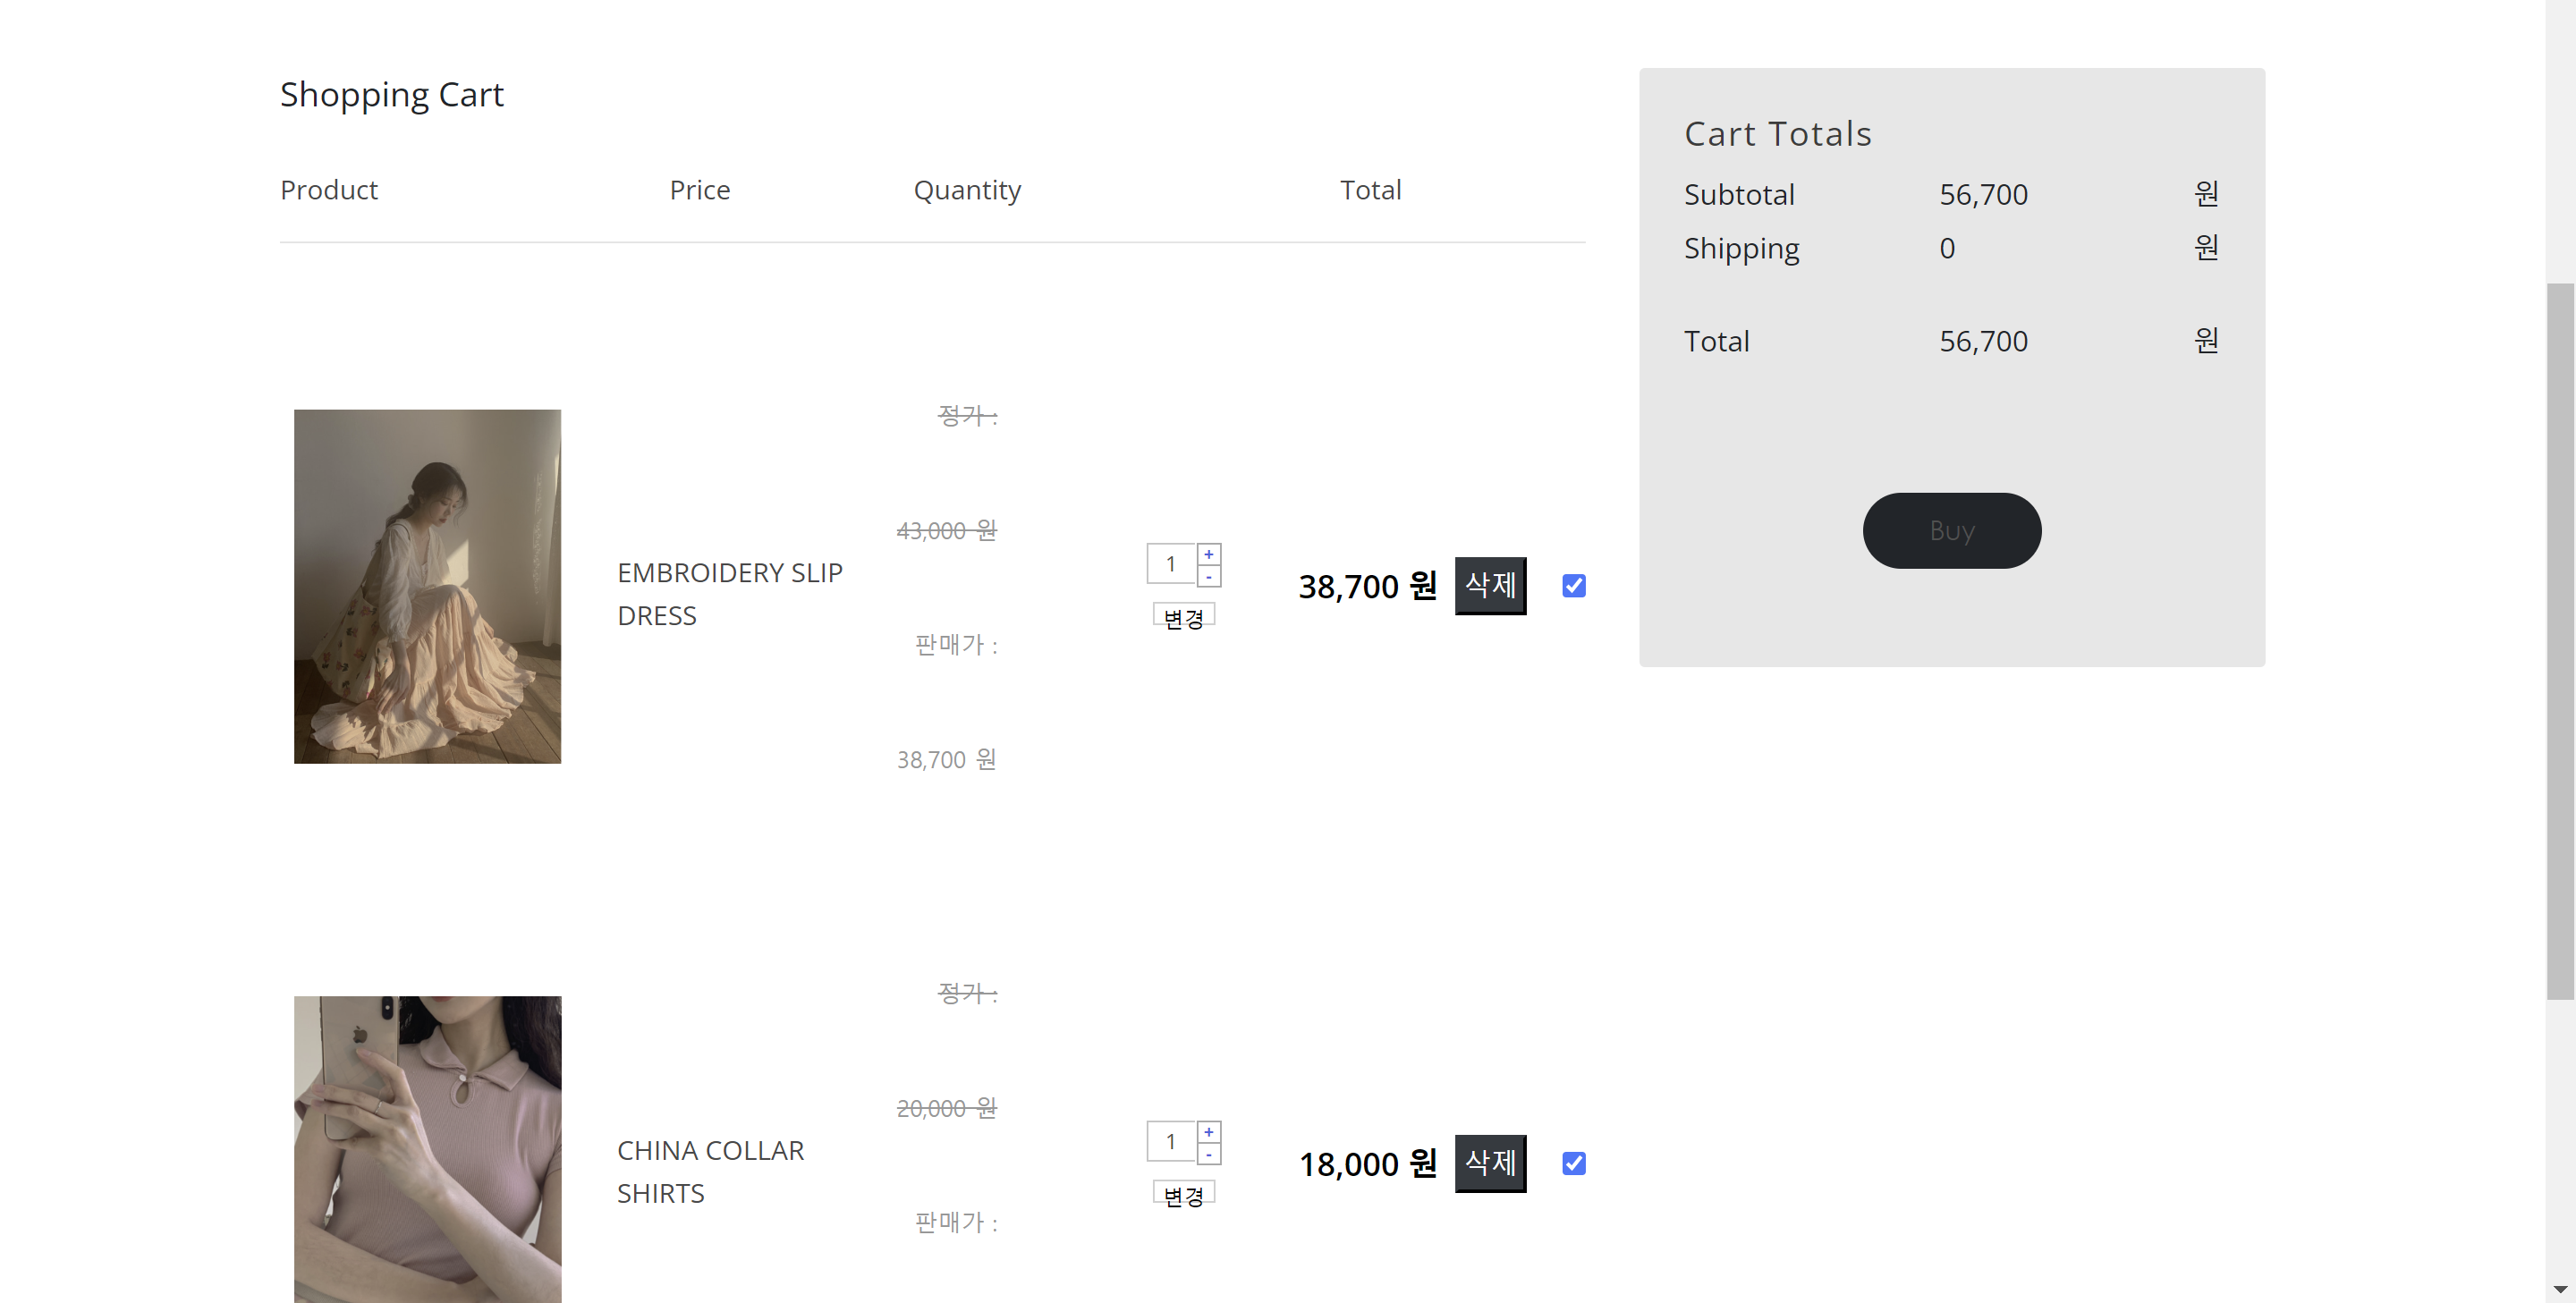 Shopping Cart
Product Price Quantity Total
정가 :
43,000 원
EMBROIDERY SLIP
DRESS
판매가 :
38,700 원
1 + -
변경
38,700 원 삭제
정가 :
20,000 원
CHINA COLLAR
SHIRTS
판매가 :
1 + -
변경
18,000 원 삭제
Cart Totals
Subtotal 56,700 원
Shipping 0 원
Total 56,700 원
Buy